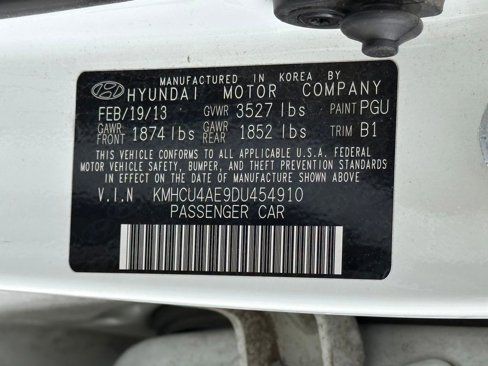 MANUFACTURED IN KOREA BY
HYUNDAI MOTOR COMPANY
FEB/19/13 GVWR 3527 lbs PAINT PGU
GAWR FRONT 1874 lbs GAWR REAR 1852 lbs TRIM B1
THIS VEHICLE CONFORMS TO ALL APPLICABLE U.S.A. FEDERAL
MOTOR VEHICLE SAFETY, BUMPER, AND THEFT PREVENTION
STANDARDS IN EFFECT ON THE DATE OF MANUFACTURE SHOWN ABOVE.
V.I.N KMHCU4AE9DU454910
PASSENGER CAR